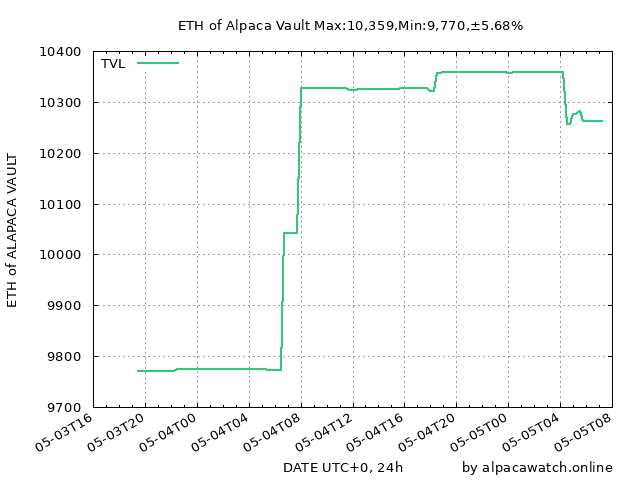 ETH of Alpaca Vault Max:10,359,Min:9,770,±5.68%
TVL
ETH of ALAPACA VAULT
10400
10300
10200
10100
10000
9900
9800
9700
05-03T16
05-03T20
05-04T00
05-04T04
05-04T08
05-04T12
05-04T16
05-04T20
05-05T00
05-05T04
05-05T08
DATE UTC+0, 24h
by alpacawatch.online